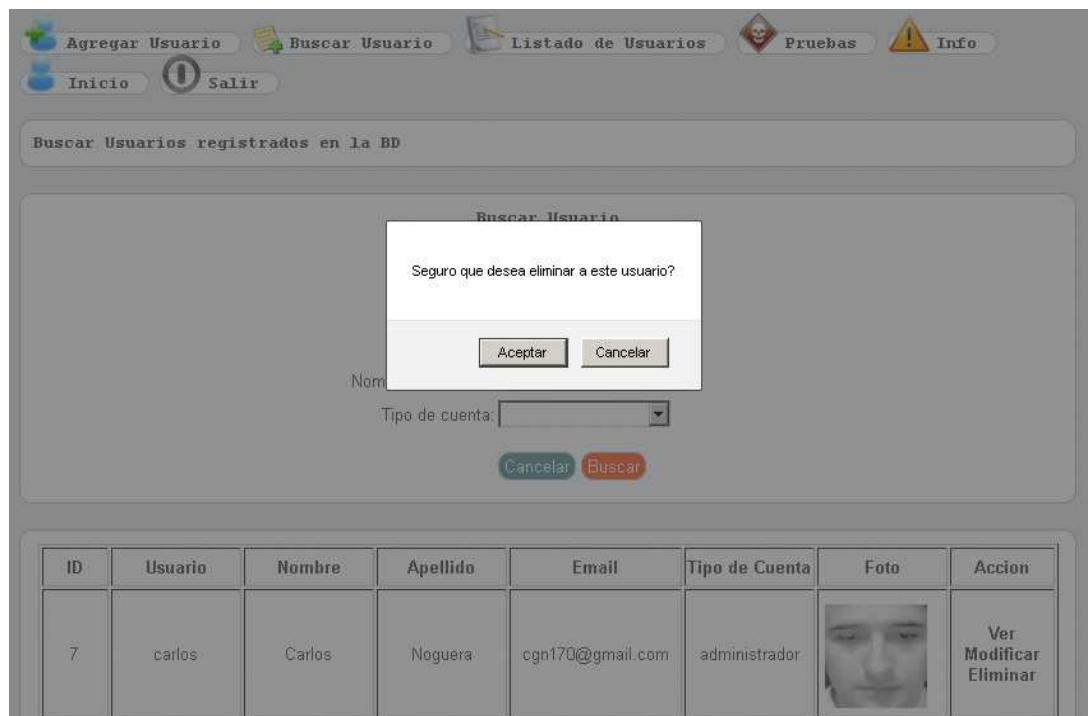 Agregar Usuario Buscar Usuario Listado de Usuarios Pruebas Info
Inicio Salir
Buscar Usuarios registrados en la BD
Buscar Usuario
Seguro que desea eliminar a este usuario?
Aceptar Cancelar
Tipo de cuenta:
Cancelar Buscar
ID Usuario Nombre Apellido Email Tipo de Cuenta Foto Accion
7 carlos Carlos Noguera cgn170@gmail.com administrador Ver
Modificar
Eliminar